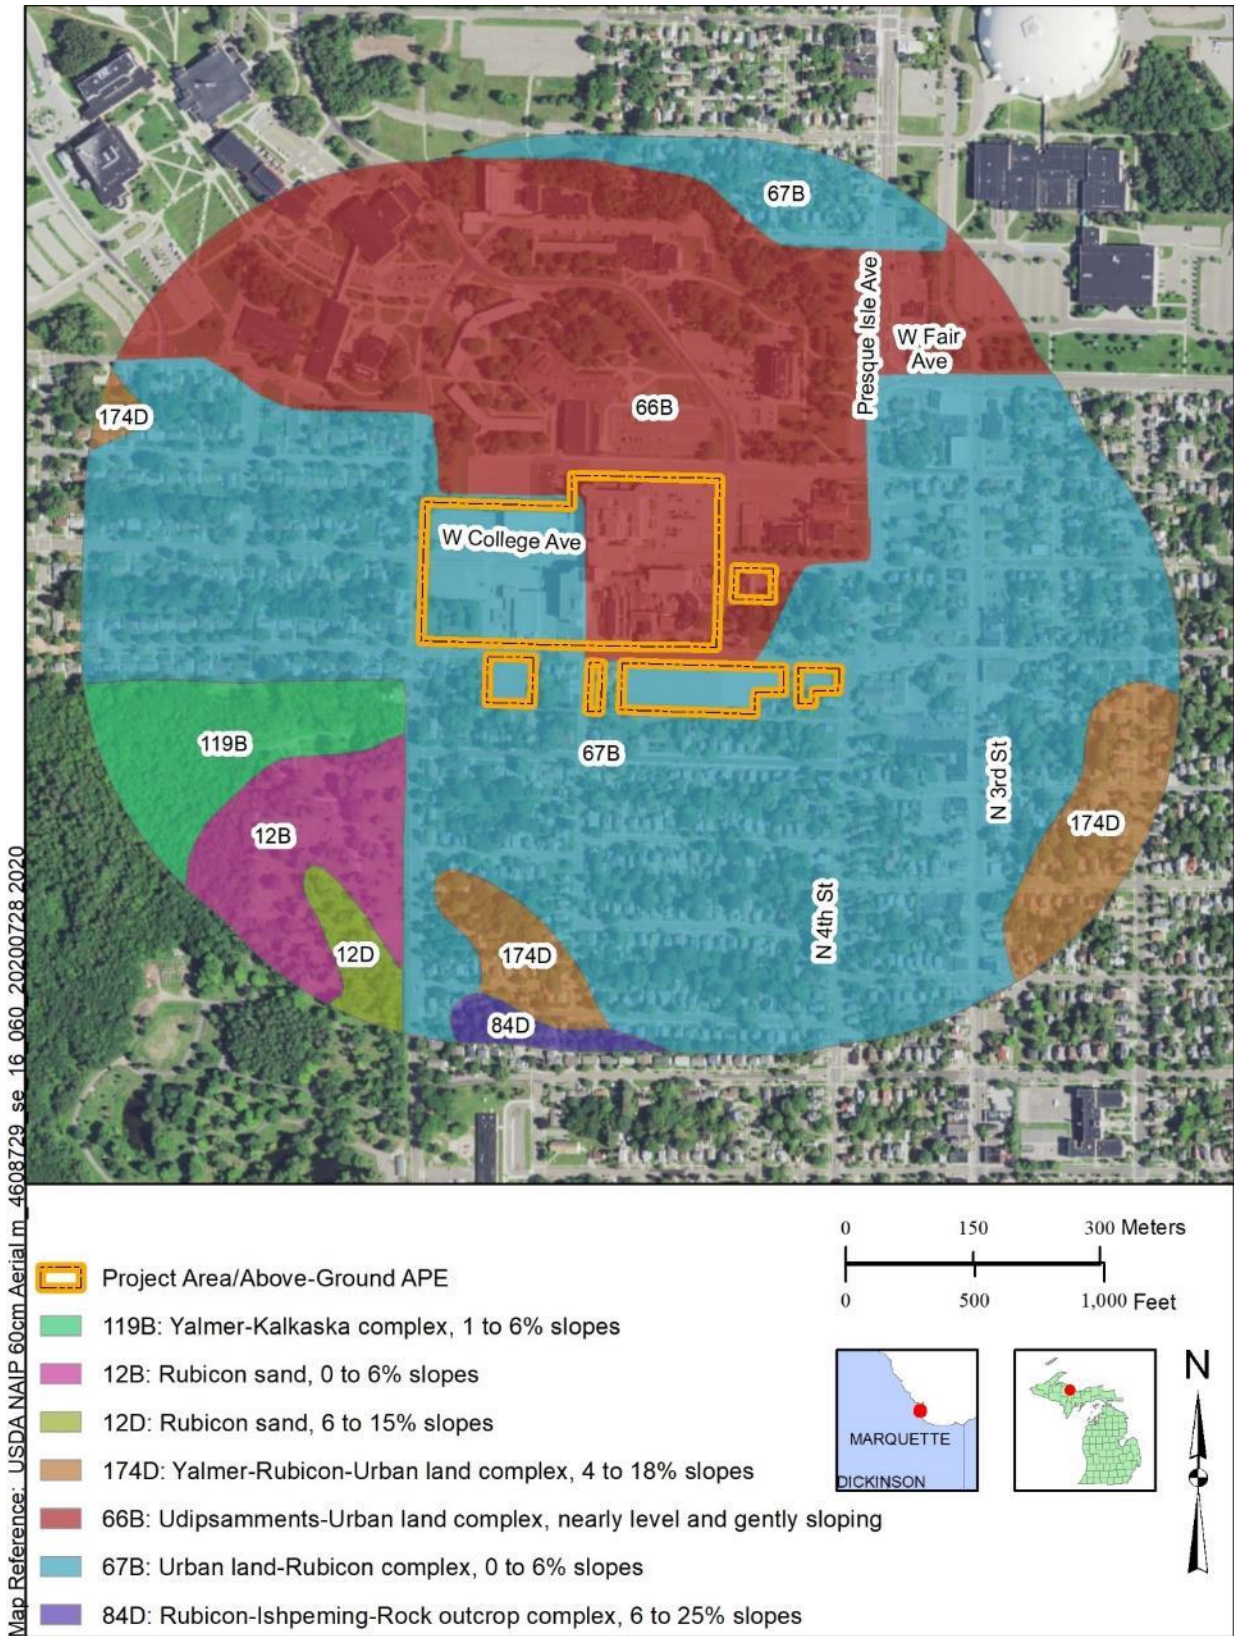 67B
Presque Isle Ave
W Fair
Ave
174D
66B
W College Ave
119B
67B
N 3rd St
12B
174D
N 4th St
12D
174D
84D
Map Reference: USDA NAIP 60cm Aerial m_4608729_se_16_060_20200728 2020
0 150 300 Meters
0 500 1,000 Feet
Project Area/Above-Ground APE
119B: Yalmer-Kalkaska complex, 1 to 6% slopes
12B: Rubicon sand, 0 to 6% slopes
12D: Rubicon sand, 6 to 15% slopes
174D: Yalmer-Rubicon-Urban land complex, 4 to 18% slopes
66B: Udipsamments-Urban land complex, nearly level and gently sloping
67B: Urban land-Rubicon complex, 0 to 6% slopes
84D: Rubicon-Ishpeming-Rock outcrop complex, 6 to 25% slopes
MARQUETTE
DICKINSON
N